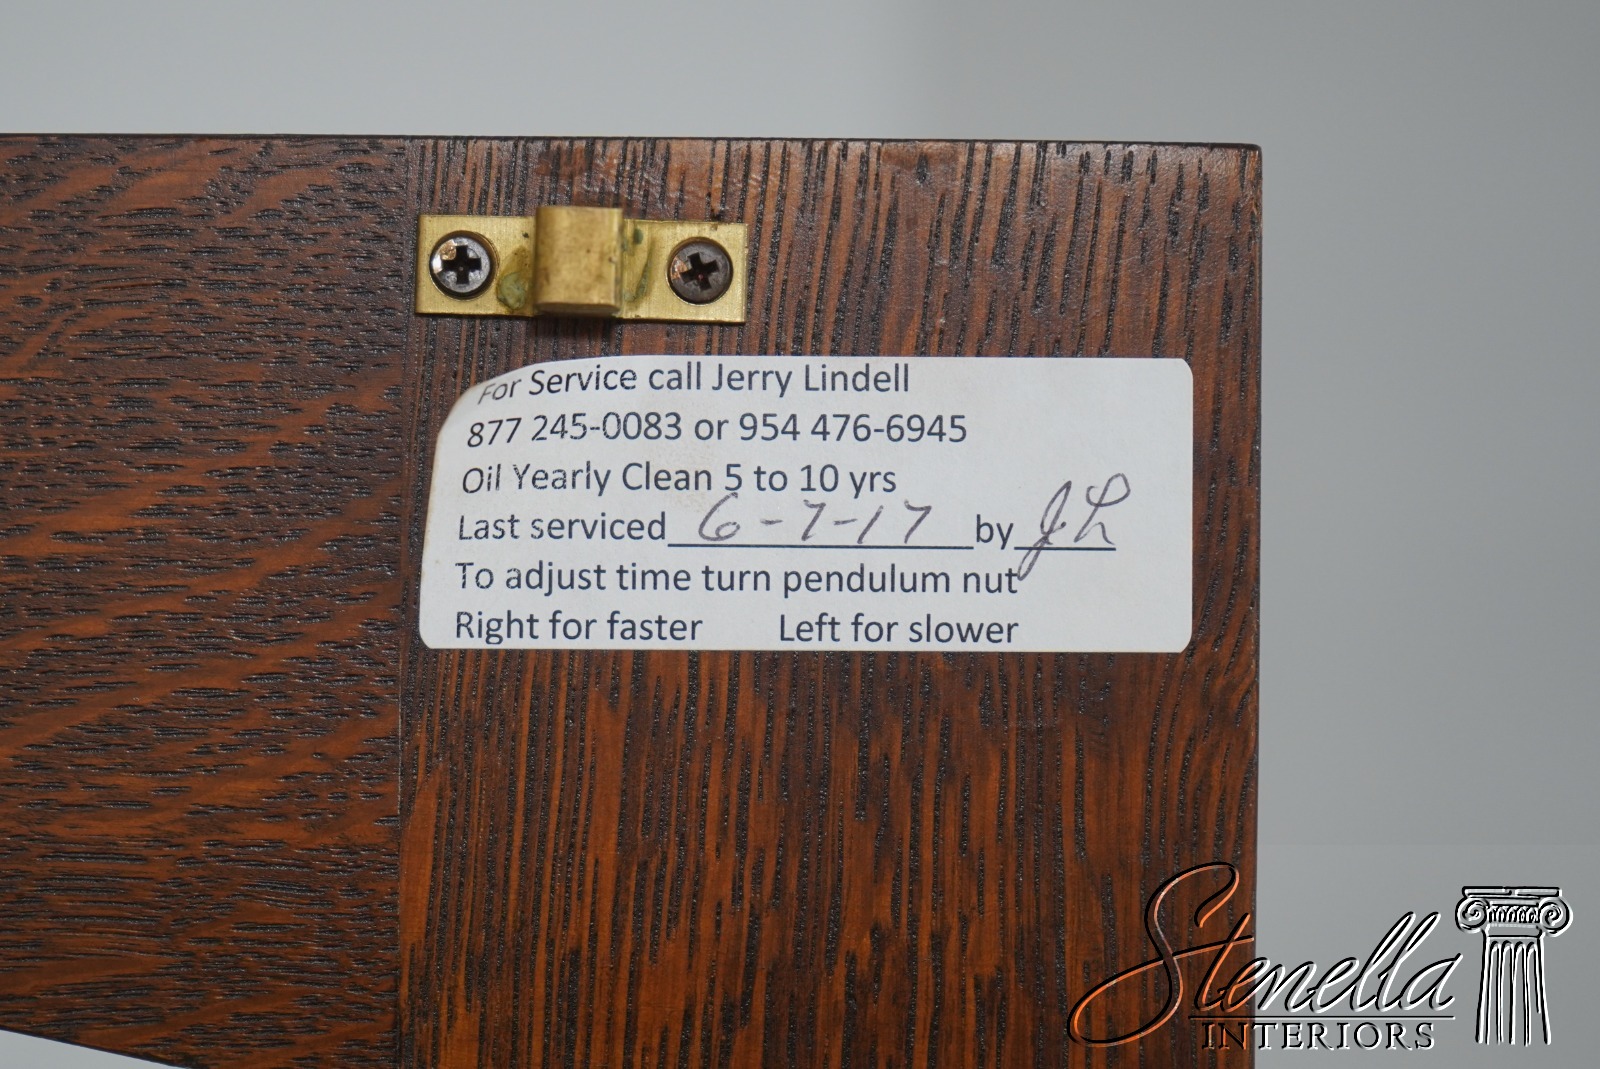 For Service call Jerry Lindell
877 245-0083 or 954 476-6945
Oil Yearly Clean 5 to 10 yrs
Last serviced 6-7-17 by JL
To adjust time turn pendulum nut
Right for faster Left for slower
Stenella
INTERIORS